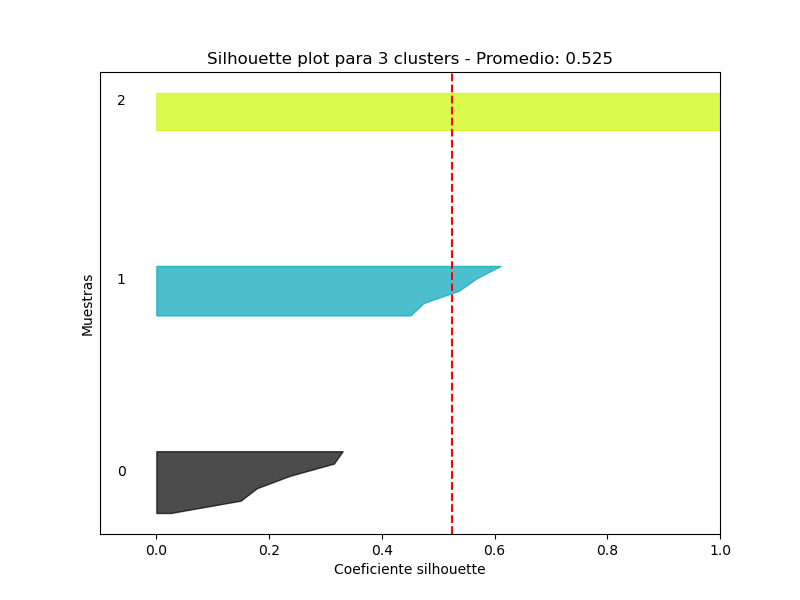 Silhouette plot para 3 clusters - Promedio: 0.525
2
1
0
Muestras
0.0 0.2 0.4 0.6 0.8 1.0
Coeficiente silhouette